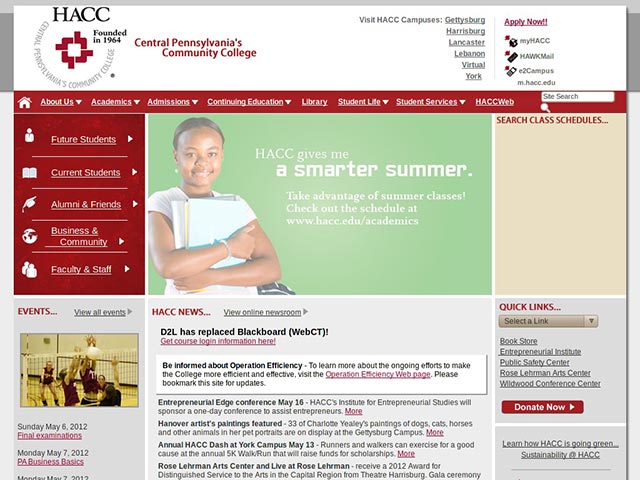 HACC
Founded
in 1964
CENTRAL PENNSYLVANIA'S COMMUNITY COLLEGE
Central Pennsylvania's
Community College
Visit HACC Campuses: Gettysburg
Harrisburg
Lancaster
Lebanon
Virtual
York
Apply Now!!
myHACC
HAWKMail
e2Campus
m.hacc.edu
About Us Academics Admissions Continuing Education Library Student Life Student Services HACCWeb
Site Search
Future Students
Current Students
Alumni & Friends
Business &
Community
Faculty & Staff
HACC gives me
a smarter summer.
Take advantage of summer classes!
Check out the schedule at
www.hacc.edu/academics
SEARCH CLASS SCHEDULES...
EVENTS... View all events
Sunday May 6, 2012
Final examinations
Monday May 7, 2012
PA Business Basics
Monday May 7, 2012
HACC NEWS... View online newsroom
D2L has replaced Blackboard (WebCT)!
Get course login information here!
Be informed about Operation Efficiency - To learn more about the ongoing efforts to make
the College more efficient and effective, visit the Operation Efficiency Web page. Please
bookmark this site for updates.
Entrepreneurial Edge conference May 16 - HACC's Institute for Entrepreneurial Studies will
sponsor a one-day conference to assist entrepreneurs. More
Hanover artist's paintings featured - 33 of Charlotte Yealey's paintings of dogs, cats, horses
and other animals in her pet portraits are on display at the Gettysburg Campus. More
Annual HACC Dash at York Campus May 13 - Runners and walkers can exercise for a good
cause at the annual 5K Walk/Run that will raise funds for scholarships. More
Rose Lehrman Arts Center and Live at Rose Lehrman - receive a 2012 Award for
Distinguished Service to the Arts in the Capital Region from Theatre Harrisburg. Gala ceremony
QUICK LINKS...
Select a Link
Book Store
Entrepreneurial Institute
Public Safety Center
Rose Lehrman Arts Center
Wildwood Conference Center
Donate Now
Learn how HACC is going green...
Sustainability @ HACC